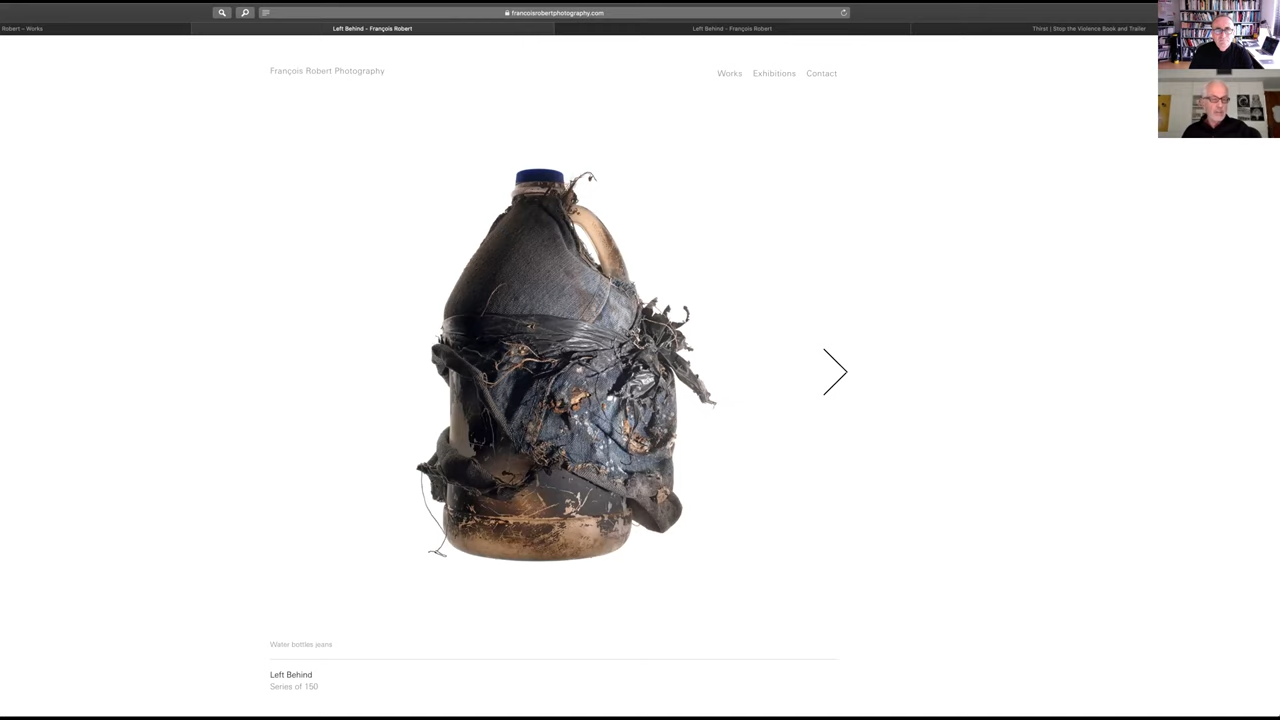 francoisrobertphotography.com
Robert – Works
Left Behind - François Robert
Left Behind - François Robert
Thirst | Stop the Violence Book and Trailer
François Robert Photography
Works
Exhibitions
Contact
Water bottles jeans
Left Behind
Series of 150